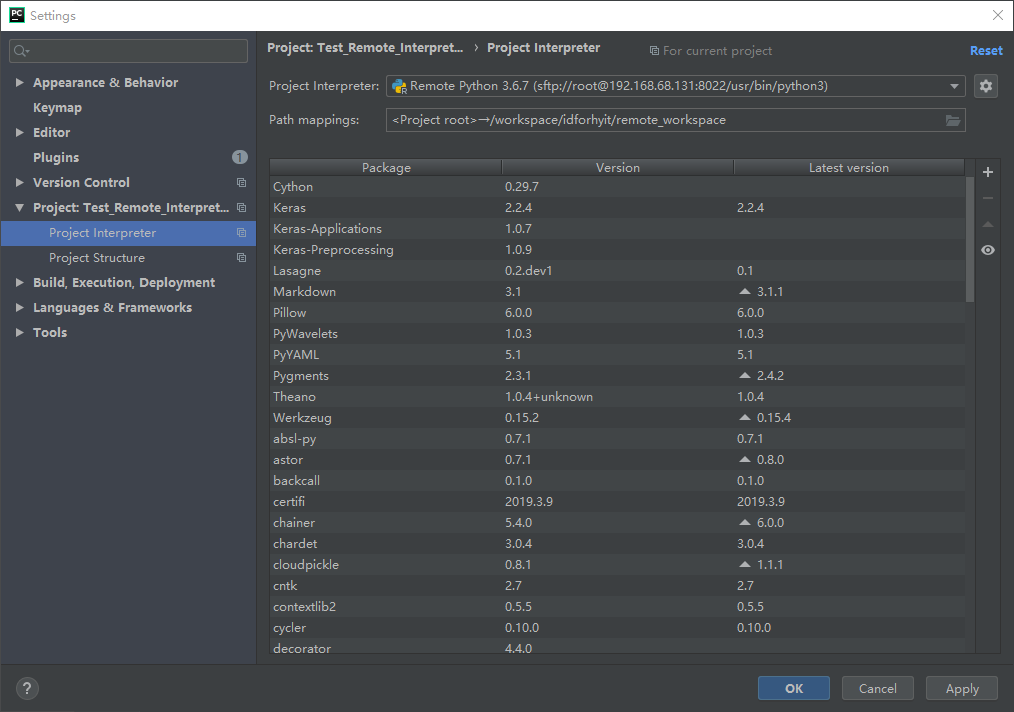 PC Settings
Appearance & Behavior
Keymap
Editor
Plugins 1
Version Control
Project: Test_Remote_Interpret...
Project Interpreter
Project Structure
Build, Execution, Deployment
Languages & Frameworks
Tools
Project: Test_Remote_Interpret... › Project Interpreter For current project Reset
Project Interpreter: Remote Python 3.6.7 (sftp://root@192.168.68.131:8022/usr/bin/python3)
Path mappings: <Project root>→/workspace/idforhyit/remote_workspace
Package Version Latest version
Cython 0.29.7
Keras 2.2.4 2.2.4
Keras-Applications 1.0.7
Keras-Preprocessing 1.0.9
Lasagne 0.2.dev1 0.1
Markdown 3.1 3.1.1
Pillow 6.0.0 6.0.0
PyWavelets 1.0.3 1.0.3
PyYAML 5.1 5.1
Pygments 2.3.1 2.4.2
Theano 1.0.4+unknown 1.0.4
Werkzeug 0.15.2 0.15.4
absl-py 0.7.1 0.7.1
astor 0.7.1 0.8.0
backcall 0.1.0 0.1.0
certifi 2019.3.9 2019.3.9
chainer 5.4.0 6.0.0
chardet 3.0.4 3.0.4
cloudpickle 0.8.1 1.1.1
cntk 2.7 2.7
contextlib2 0.5.5 0.5.5
cycler 0.10.0 0.10.0
decorator 4.4.0
? OK Cancel Apply